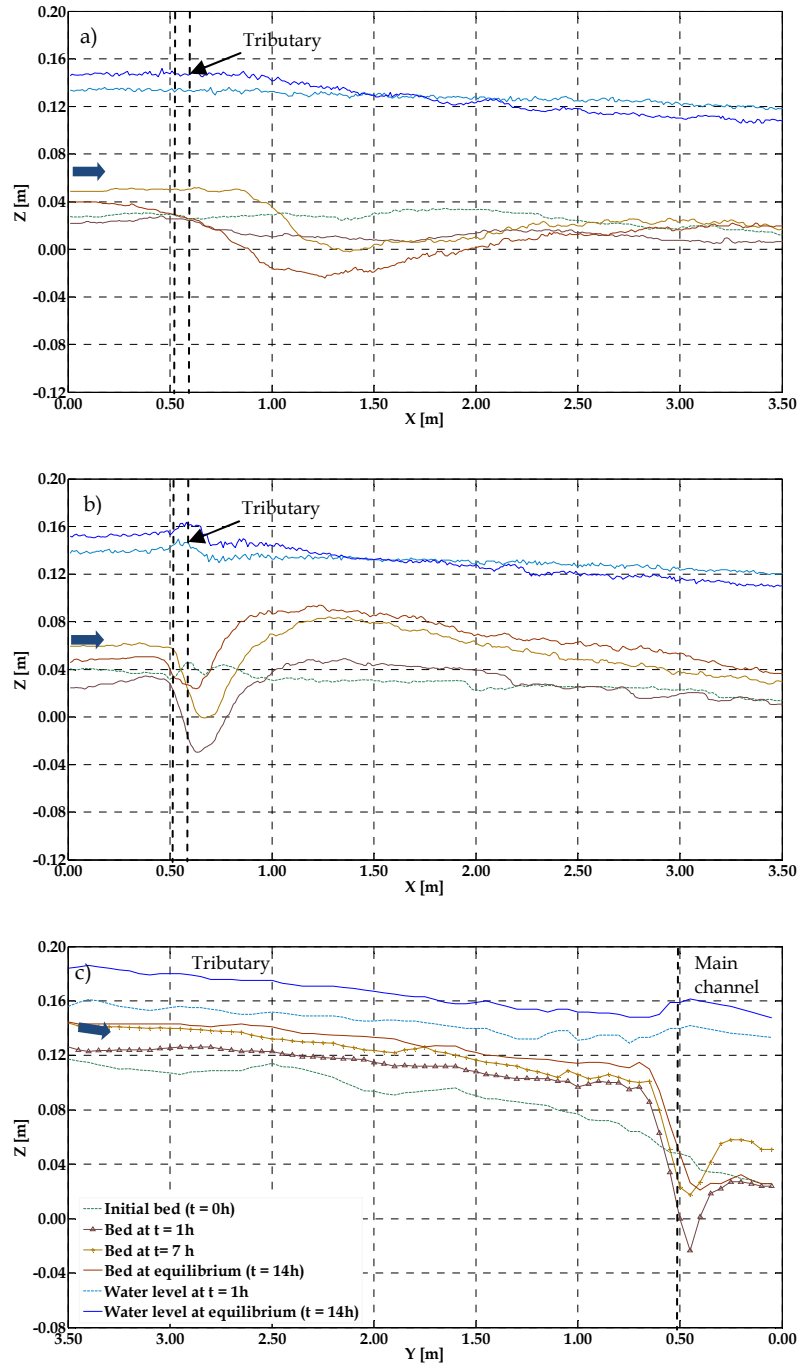 a)
Tributary
0.20
0.16
0.12
0.08
0.04
0.00
-0.04
-0.08
-0.12
Z [m]
0.00 0.50 1.00 1.50 2.00 2.50 3.00 3.50
X [m]
b)
Tributary
0.20
0.16
0.12
0.08
0.04
0.00
-0.04
-0.08
-0.12
Z [m]
0.00 0.50 1.00 1.50 2.00 2.50 3.00 3.50
X [m]
c)
Tributary
Main
channel
0.20
0.16
0.12
0.08
0.04
0.00
-0.04
-0.08
Z [m]
Initial bed (t = 0h)
Bed at t = 1h
Bed at t= 7 h
Bed at equilibrium (t = 14h)
Water level at t = 1h
Water level at equilibrium (t = 14h)
3.50 3.00 2.50 2.00 1.50 1.00 0.50 0.00
Y [m]